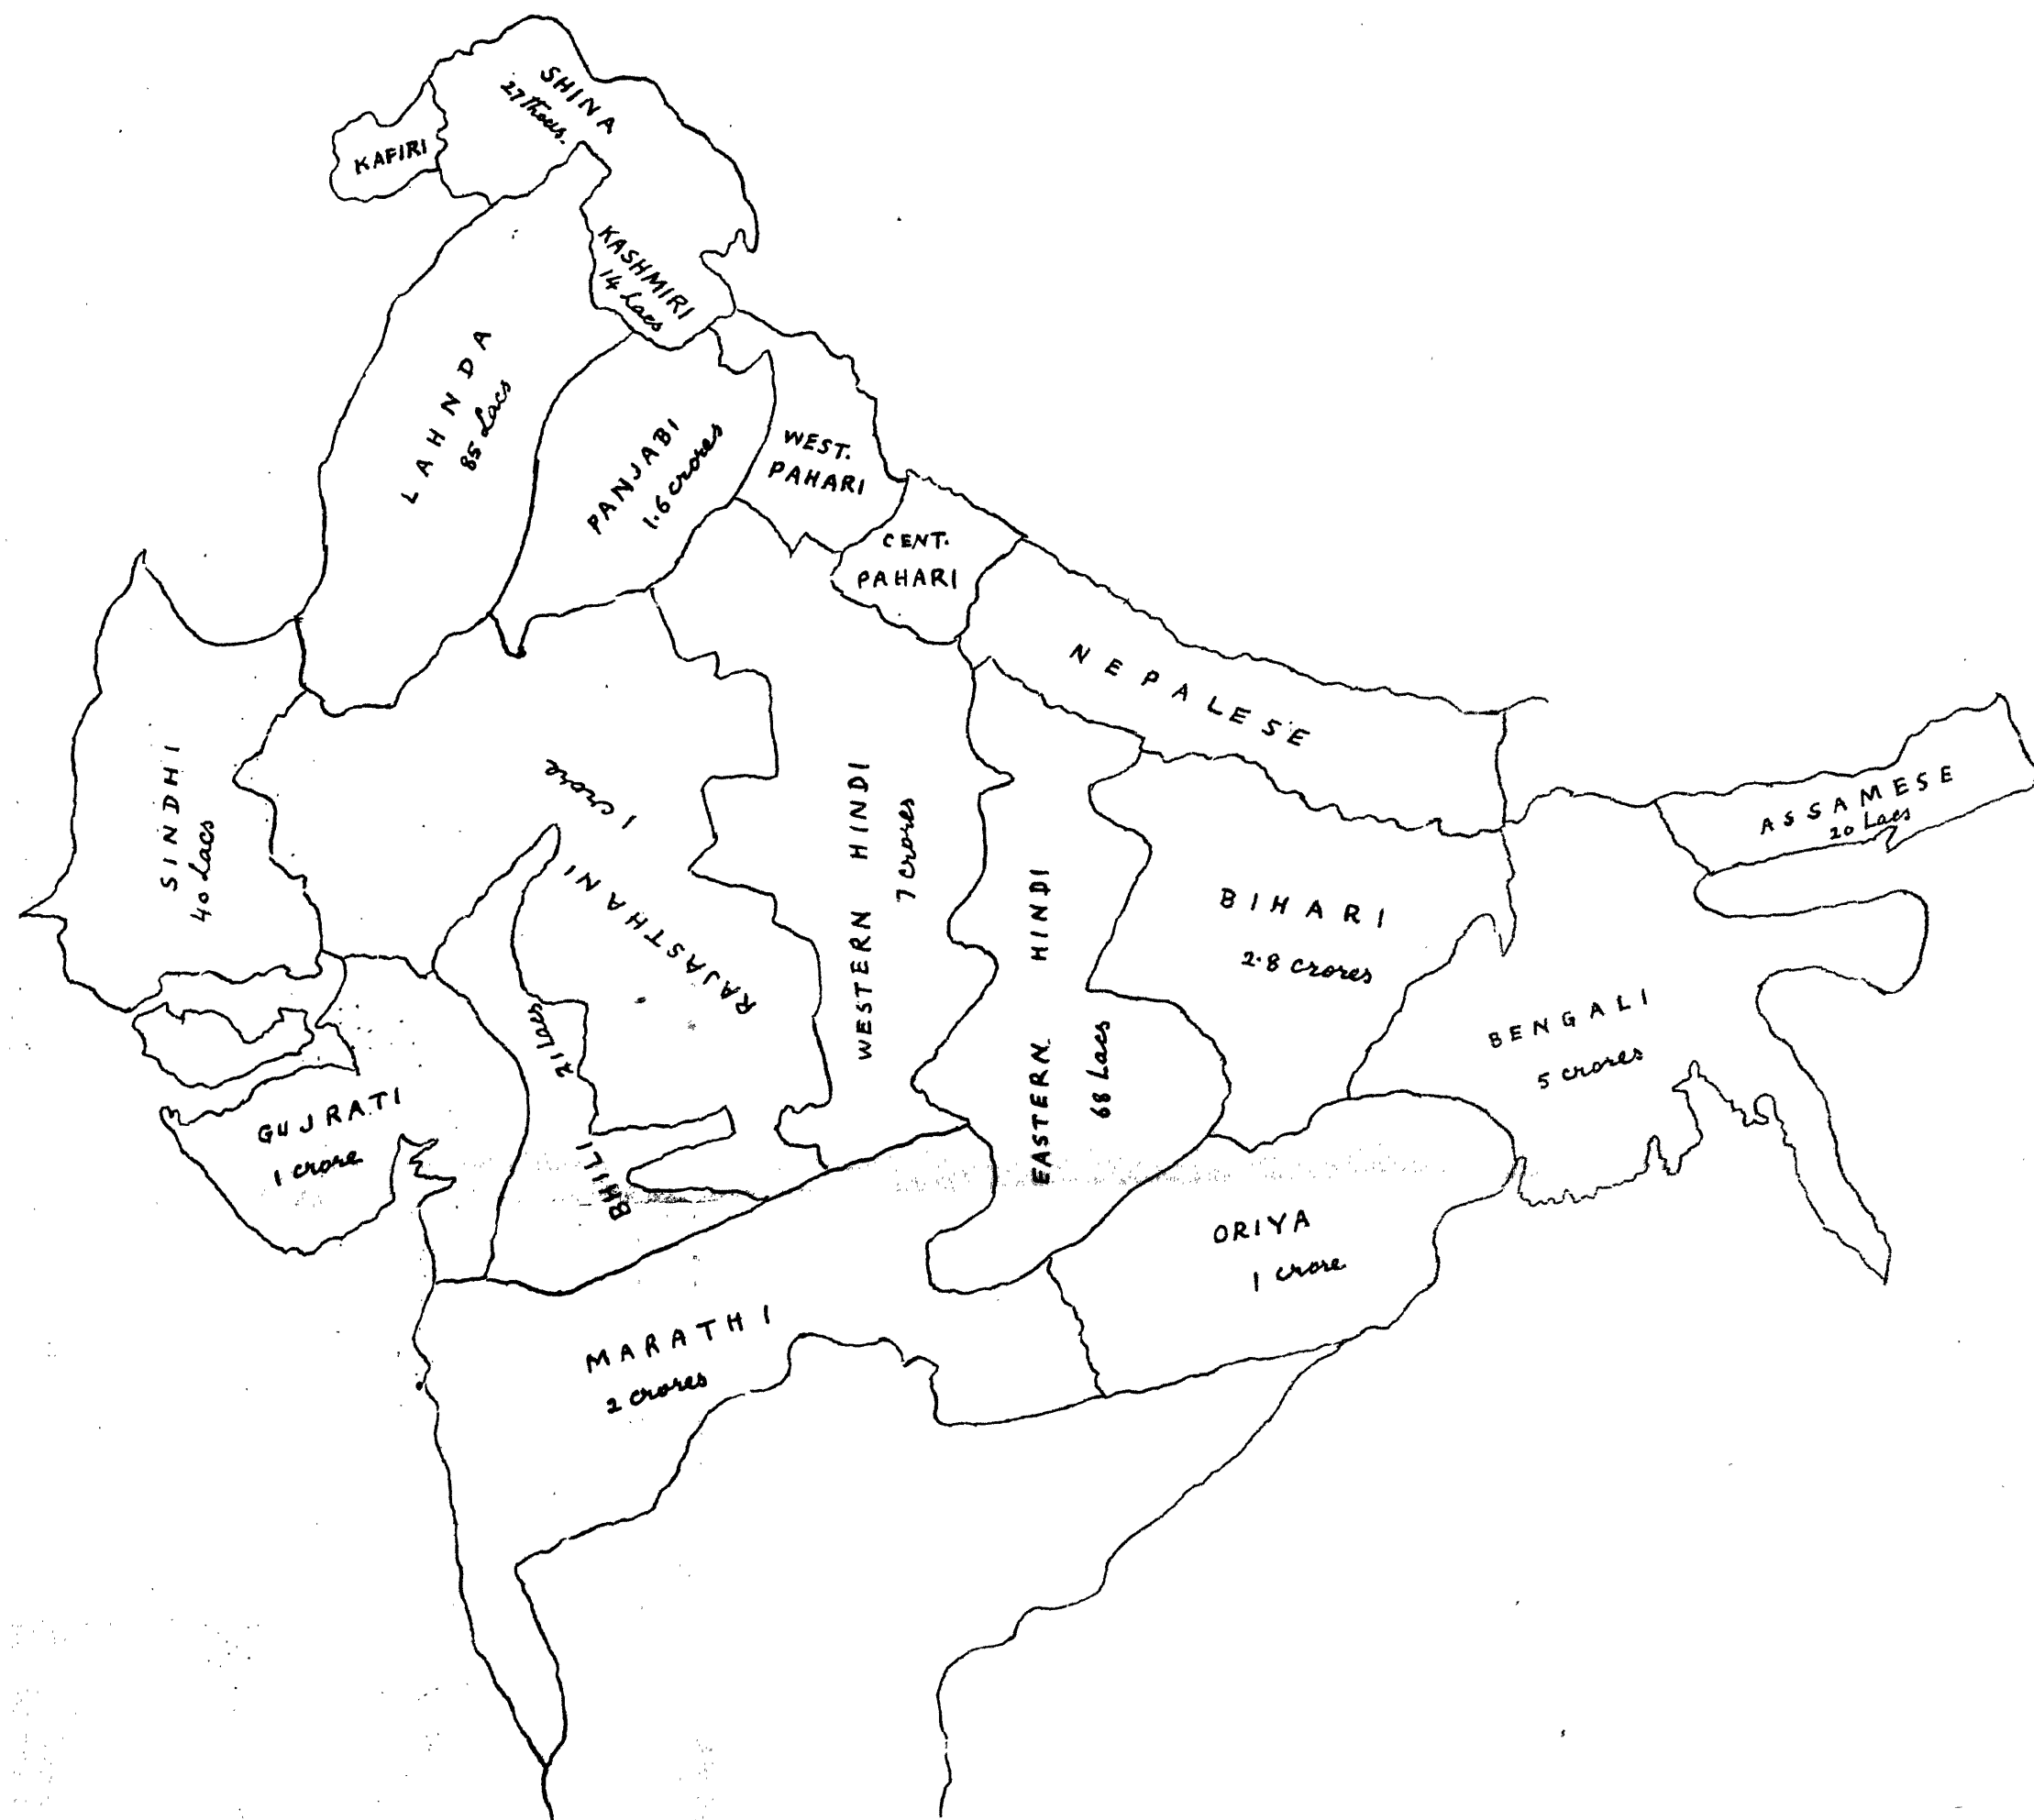 SHINA
27 Thous.
KAFIRI
KASHMIRI
14 Lacs
LAHNDA
85 Lacs
PANJABI
1.6 crores
WEST.
PAHARI
CENT.
PAHARI
NEPALESE
SINDHI
40 Lacs
1 crore
RAJASTHANI
WESTERN HINDI
7 crores
EASTERN HINDI
68 Lacs
BIHARI
2.8 crores
ASSAMESE
20 Lacs
BENGALI
5 crores
GUJRATI
1 crore
21 Lacs
BHILI
ORIYA
1 crore
MARATHI
2 crores